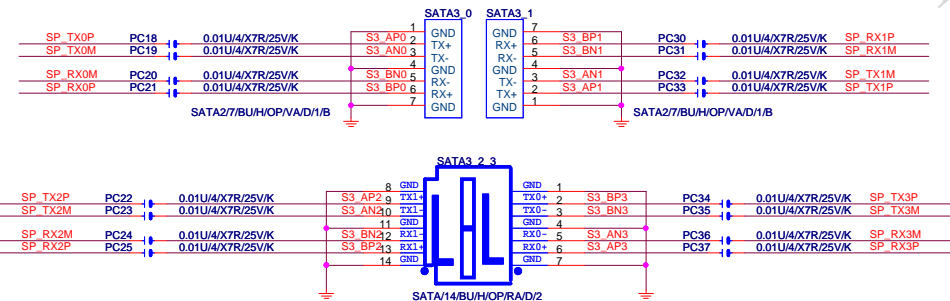 SATA3_0 SATA3_1
SP_TX0P PC18 0.01U/4/X7R/25V/K S3_AP0 1 GND GND 7
SP_TX0M PC19 0.01U/4/X7R/25V/K S3_AN0 2 TX+ RX+ 6 S3_BP1 PC30 0.01U/4/X7R/25V/K SP_RX1P
3 TX- RX- 5 S3_BN1 PC31 0.01U/4/X7R/25V/K SP_RX1M
4 GND GND 4
SP_RX0M PC20 0.01U/4/X7R/25V/K S3_BN0 5 RX- TX- 3 S3_AN1 PC32 0.01U/4/X7R/25V/K SP_TX1M
SP_RX0P PC21 0.01U/4/X7R/25V/K S3_BP0 6 RX+ TX+ 2 S3_AP1 PC33 0.01U/4/X7R/25V/K SP_TX1P
7 GND GND 1
SATA2/7/BU/H/OP/VA/D/1/B SATA2/7/BU/H/OP/VA/D/1/B
SATA3_2_3
8 GND GND 1
SP_TX2P PC22 0.01U/4/X7R/25V/K S3_AP2 9 TX1+ TX0+ 2 S3_BP3 PC34 0.01U/4/X7R/25V/K SP_TX3P
SP_TX2M PC23 0.01U/4/X7R/25V/K S3_AN2 10 TX1- TX0- 3 S3_BN3 PC35 0.01U/4/X7R/25V/K SP_TX3M
11 GND GND 4
SP_RX2M PC24 0.01U/4/X7R/25V/K S3_BN2 12 RX1- RX0- 5 S3_AN3 PC36 0.01U/4/X7R/25V/K SP_RX3M
SP_RX2P PC25 0.01U/4/X7R/25V/K S3_BP2 13 RX1+ RX0+ 6 S3_AP3 PC37 0.01U/4/X7R/25V/K SP_RX3P
14 GND GND 7
SATA/14/BU/H/OP/RA/D/2